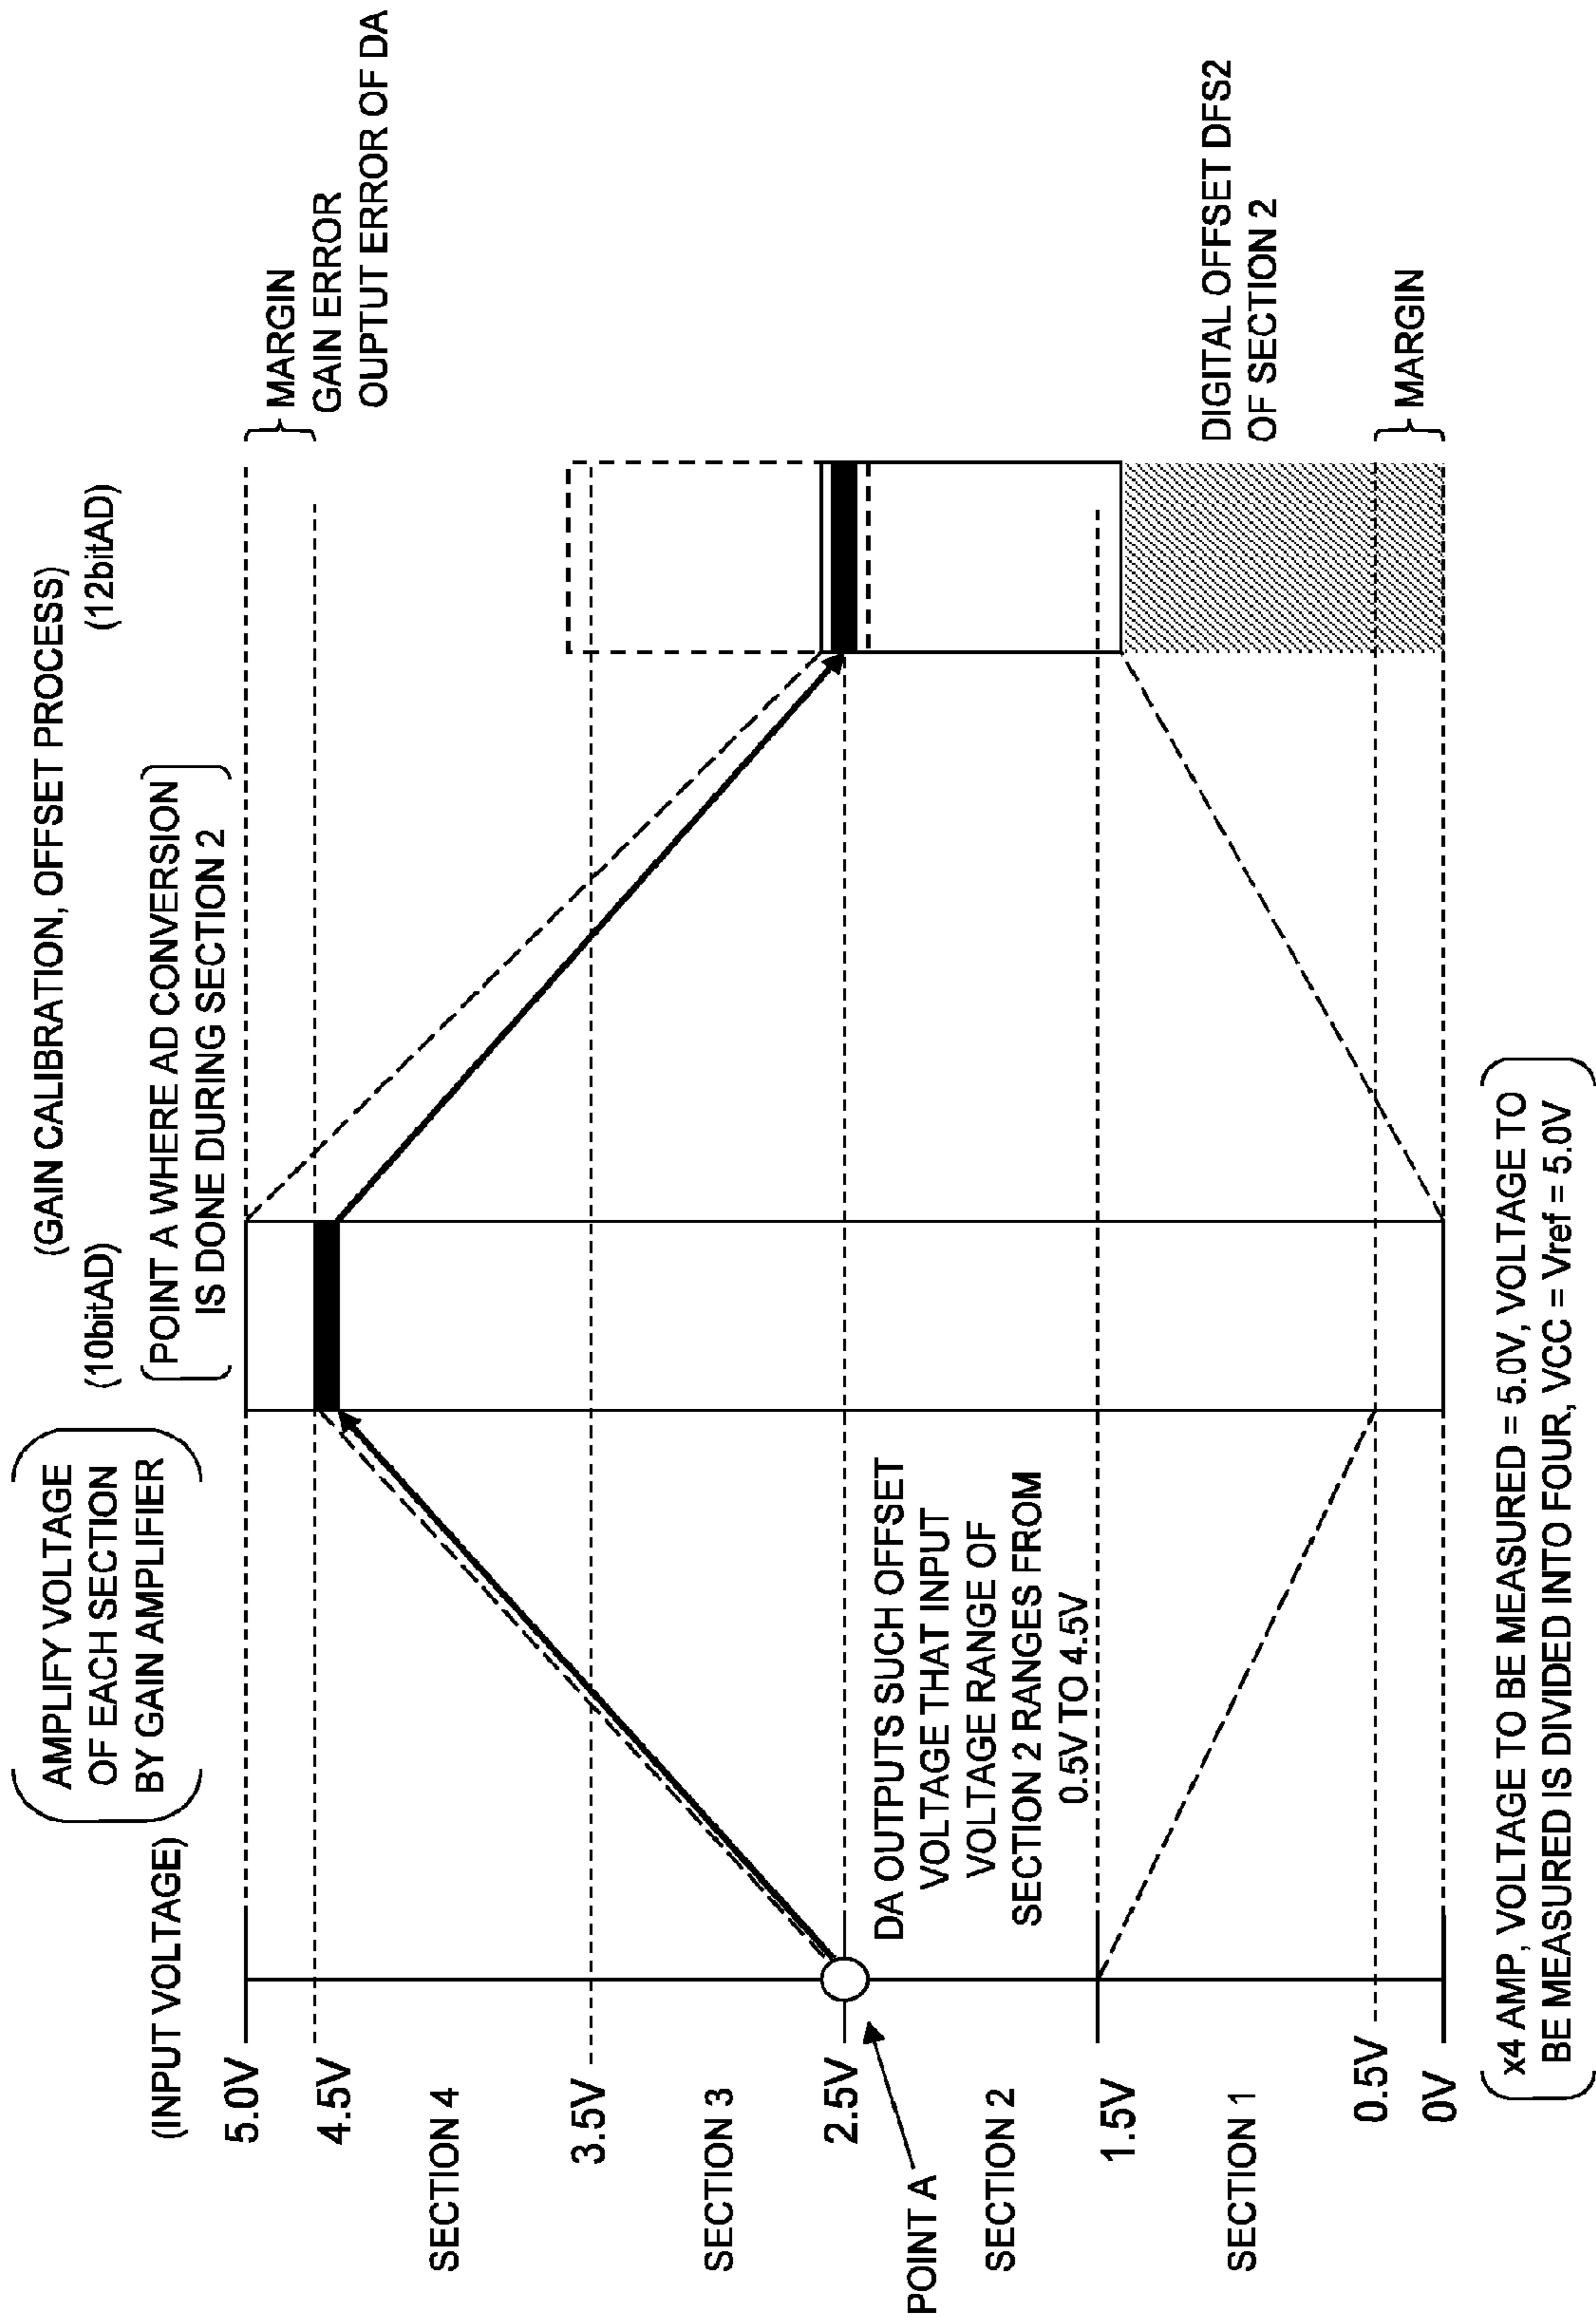 (GAIN CALIBRATION, OFFSET PROCESS)
(INPUT VOLTAGE)
AMPLIFY VOLTAGE
OF EACH SECTION
BY GAIN AMPLIFIER
(10bitAD)
(12bitAD)
POINT A WHERE AD CONVERSION
IS DONE DURING SECTION 2
5.0V
4.5V
SECTION 4
3.5V
SECTION 3
2.5V
POINT A
SECTION 2
1.5V
SECTION 1
0.5V
0V
DA OUTPUTS SUCH OFFSET
VOLTAGE THAT INPUT
VOLTAGE RANGE OF
SECTION 2 RANGES FROM
0.5V TO 4.5V
MARGIN
GAIN ERROR
OUPTUT ERROR OF DA
DIGITAL OFFSET DFS2
OF SECTION 2
MARGIN
x4 AMP, VOLTAGE TO BE MEASURED = 5.0V, VOLTAGE TO
BE MEASURED IS DIVIDED INTO FOUR, VCC = Vref = 5.0V